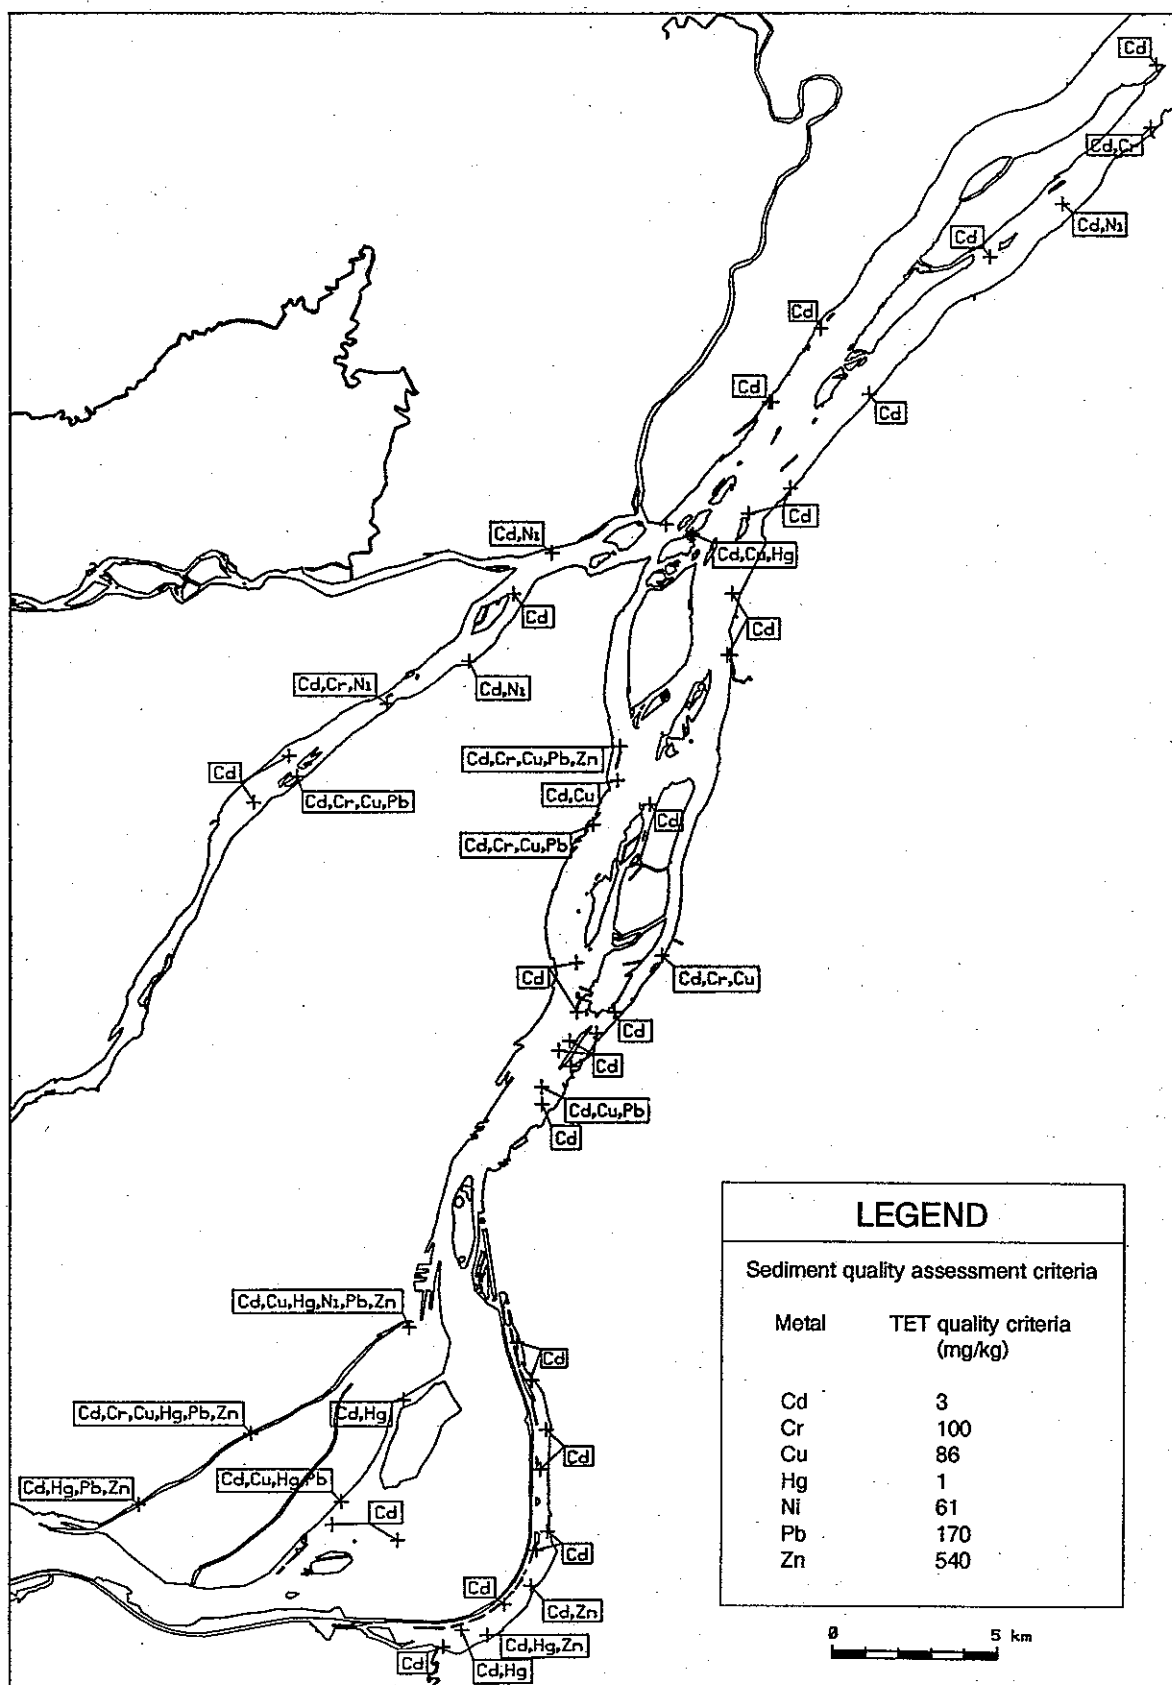 Cd
Cd,Cr
Cd,Ni
Cd
Cd
Cd
Cd
Cd
Cd,Ni
Cd,Cu,Hg
Cd
Cd
Cd,Ni
Cd,Cr,Ni
Cd,Cr,Cu,Pb,Zn
Cd
Cd,Cr,Cu,Pb
Cd,Cu
Cd
Cd,Cr,Cu,Pb
Cd
Cd,Cr,Cu
Cd
Cd
Cd,Cu,Pb
Cd
LEGEND
Sediment quality assessment criteria
Metal TET quality criteria
(mg/kg)
Cd 3
Cr 100
Cu 86
Hg 1
Ni 61
Pb 170
Zn 540
0 5 km
Cd,Cu,Hg,Ni,Pb,Zn
Cd
Cd,Hg
Cd,Cr,Cu,Hg,Pb,Zn
Cd
Cd,Cu,Hg,Pb
Cd,Hg,Pb,Zn
Cd
Cd
Cd
Cd,Zn
Cd,Hg,Zn
Cd
Cd,Hg